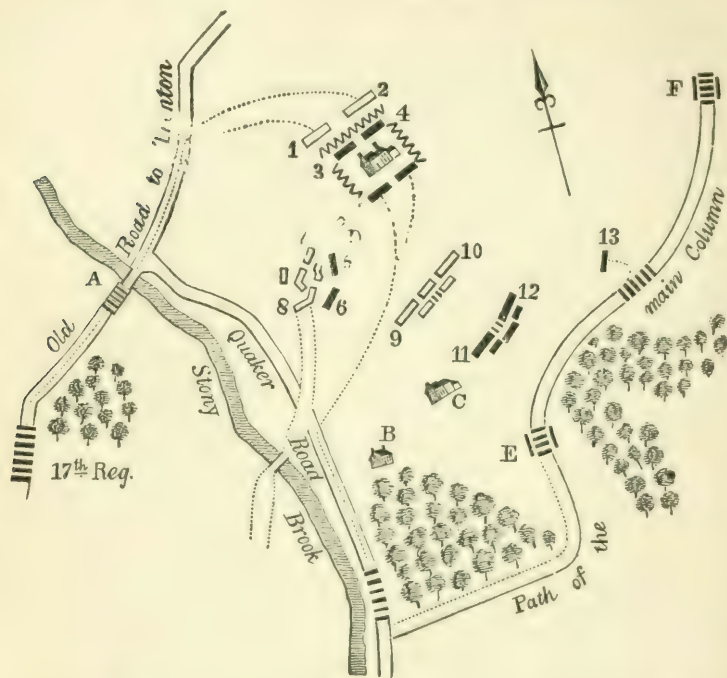 F
2
4
1
3
13
Old Road to Trenton
10
A
8
6
12
9
11
Quaker Road
Stony Brook
C
B
E
17th Reg.
Path of the main Column